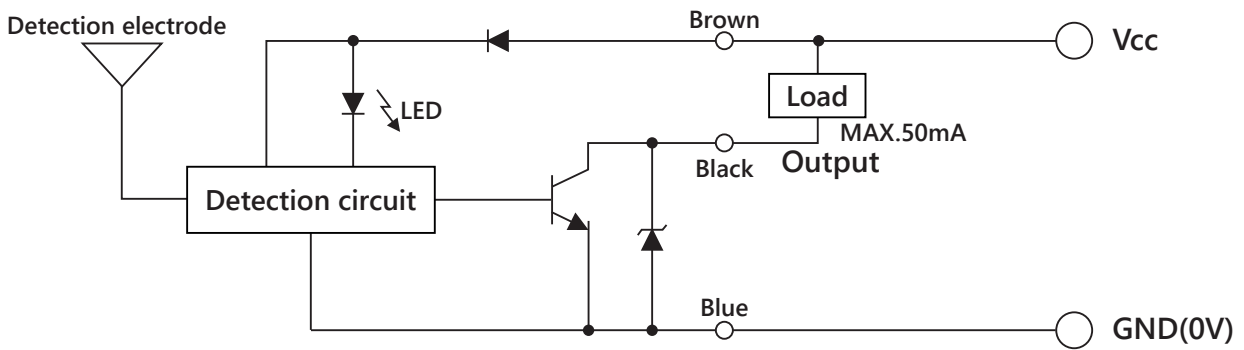 Detection electrode
Brown
Vcc
LED
Load
MAX.50mA
Black
Output
Detection circuit
Blue
GND(0V)